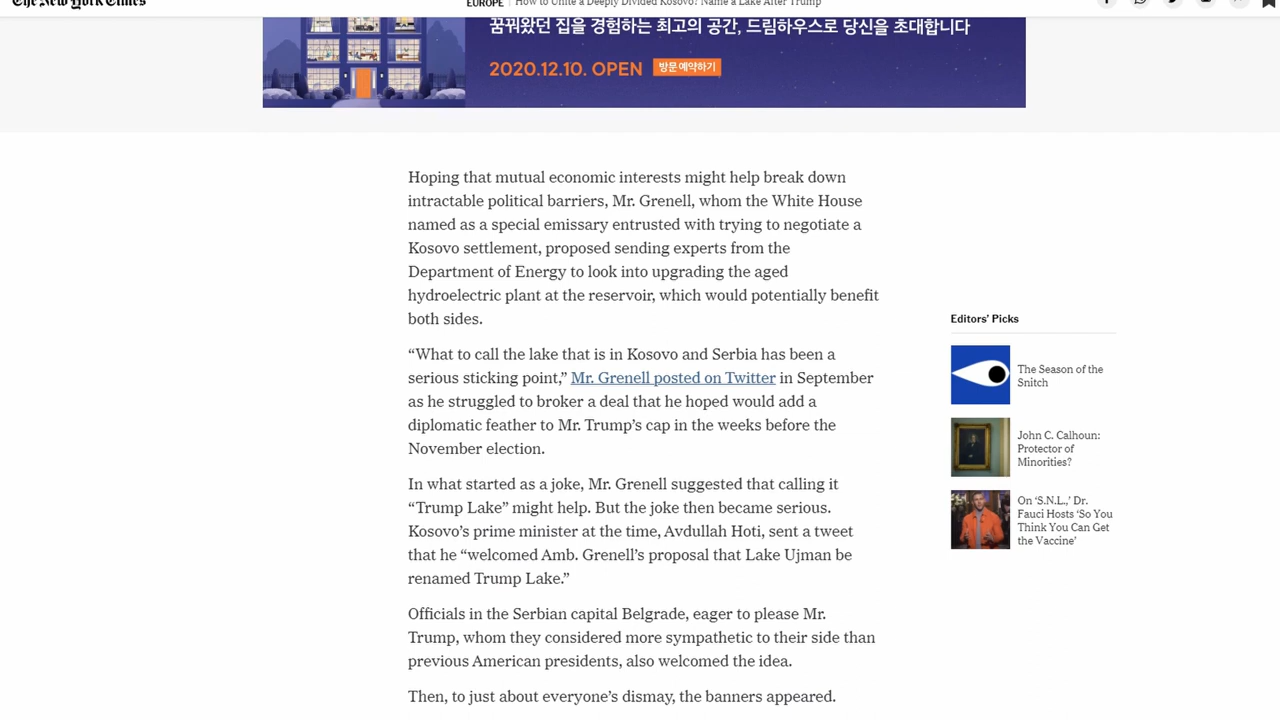 The New York Times
EUROPE | How to Unite a Deeply Divided Kosovo? Name a Lake After Trump
꿈꿔왔던 집을 경험하는 최고의 공간, 드림하우스로 당신을 초대합니다
2020.12.10. OPEN 방문 예약하기
Hoping that mutual economic interests might help break down
intractable political barriers, Mr. Grenell, whom the White House
named as a special emissary entrusted with trying to negotiate a
Kosovo settlement, proposed sending experts from the
Department of Energy to look into upgrading the aged
hydroelectric plant at the reservoir, which would potentially benefit
both sides.
“What to call the lake that is in Kosovo and Serbia has been a
serious sticking point,” Mr. Grenell posted on Twitter in September
as he struggled to broker a deal that he hoped would add a
diplomatic feather to Mr. Trump’s cap in the weeks before the
November election.
In what started as a joke, Mr. Grenell suggested that calling it
“Trump Lake” might help. But the joke then became serious.
Kosovo’s prime minister at the time, Avdullah Hoti, sent a tweet
that he “welcomed Amb. Grenell’s proposal that Lake Ujman be
renamed Trump Lake.”
Officials in the Serbian capital Belgrade, eager to please Mr.
Trump, whom they considered more sympathetic to their side than
previous American presidents, also welcomed the idea.
Then, to just about everyone’s dismay, the banners appeared.
Editors’ Picks
The Season of the
Snitch
John C. Calhoun:
Protector of
Minorities?
On ‘S.N.L.,’ Dr.
Fauci Hosts ‘So You
Think You Can Get
the Vaccine’